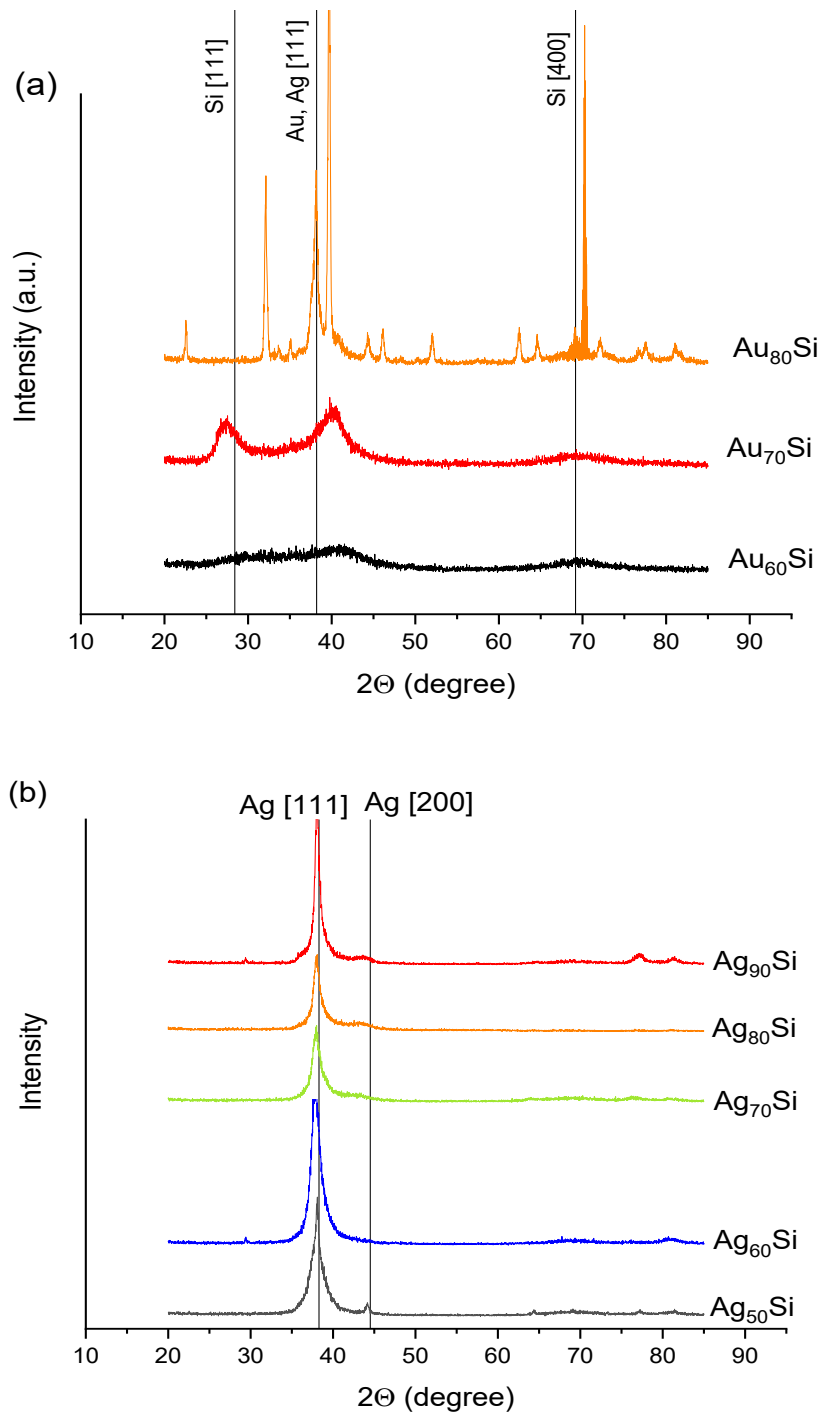 (a)
Si [111]
Au, Ag [111]
Si [400]
Intensity (a.u.)
Au₈₀Si
Au₇₀Si
Au₆₀Si
10 20 30 40 50 60 70 80 90
2Θ (degree)
(b)
Ag [111] Ag [200]
Intensity
Ag₉₀Si
Ag₈₀Si
Ag₇₀Si
Ag₆₀Si
Ag₅₀Si
10 20 30 40 50 60 70 80 90
2Θ (degree)